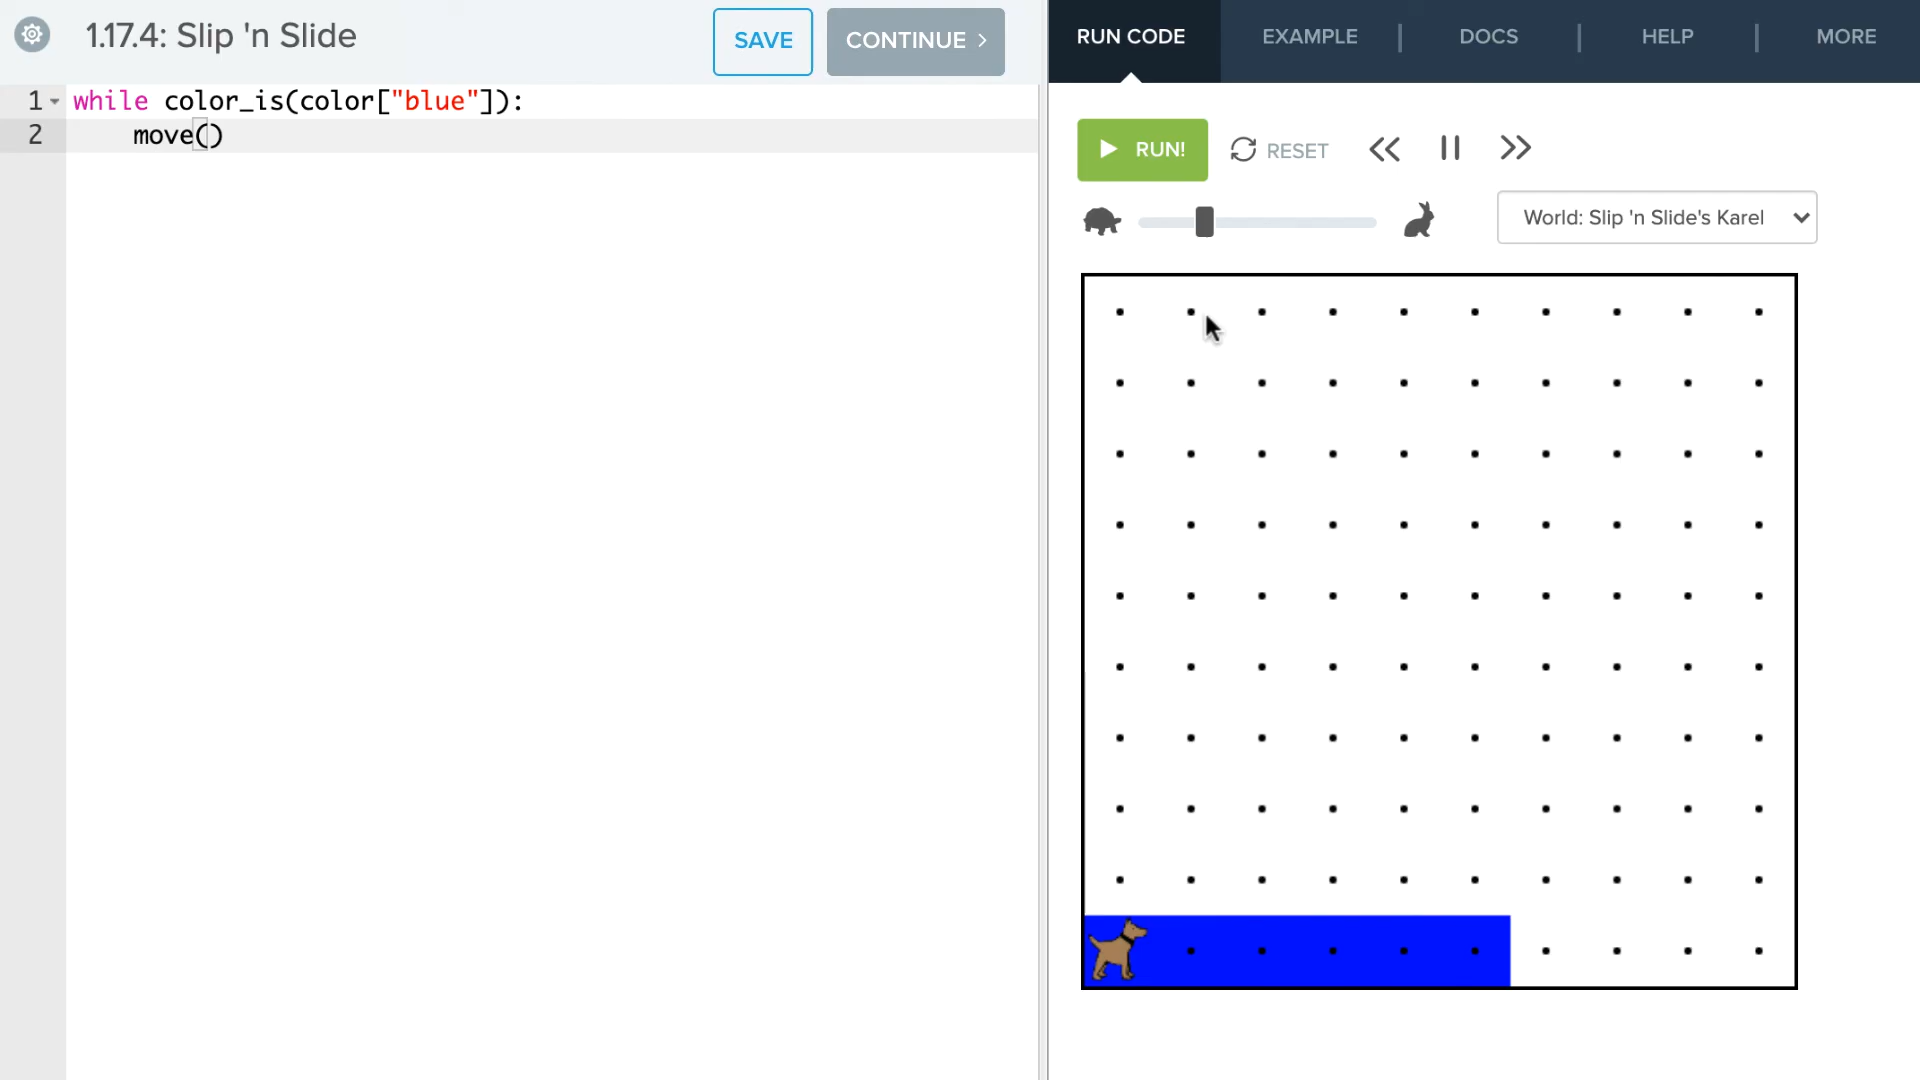 1.17.4: Slip 'n Slide
SAVE
CONTINUE
RUN CODE
EXAMPLE
DOCS
HELP
MORE
1 while color_is(color["blue"]):
2 move()
RUN!
RESET
World: Slip 'n Slide's Karel